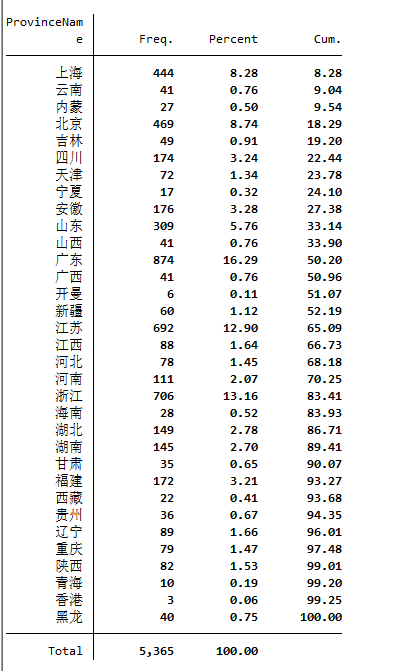 ProvinceNam
e Freq. Percent Cum.
上海 444 8.28 8.28
云南 41 0.76 9.04
内蒙 27 0.50 9.54
北京 469 8.74 18.29
吉林 49 0.91 19.20
四川 174 3.24 22.44
天津 72 1.34 23.78
宁夏 17 0.32 24.10
安徽 176 3.28 27.38
山东 309 5.76 33.14
山西 41 0.76 33.90
广东 874 16.29 50.20
广西 41 0.76 50.96
开曼 6 0.11 51.07
新疆 60 1.12 52.19
江苏 692 12.90 65.09
江西 88 1.64 66.73
河北 78 1.45 68.18
河南 111 2.07 70.25
浙江 706 13.16 83.41
海南 28 0.52 83.93
湖北 149 2.78 86.71
湖南 145 2.70 89.41
甘肃 35 0.65 90.07
福建 172 3.21 93.27
西藏 22 0.41 93.68
贵州 36 0.67 94.35
辽宁 89 1.66 96.01
重庆 79 1.47 97.48
陕西 82 1.53 99.01
青海 10 0.19 99.20
香港 3 0.06 99.25
黑龙 40 0.75 100.00
Total 5,365 100.00